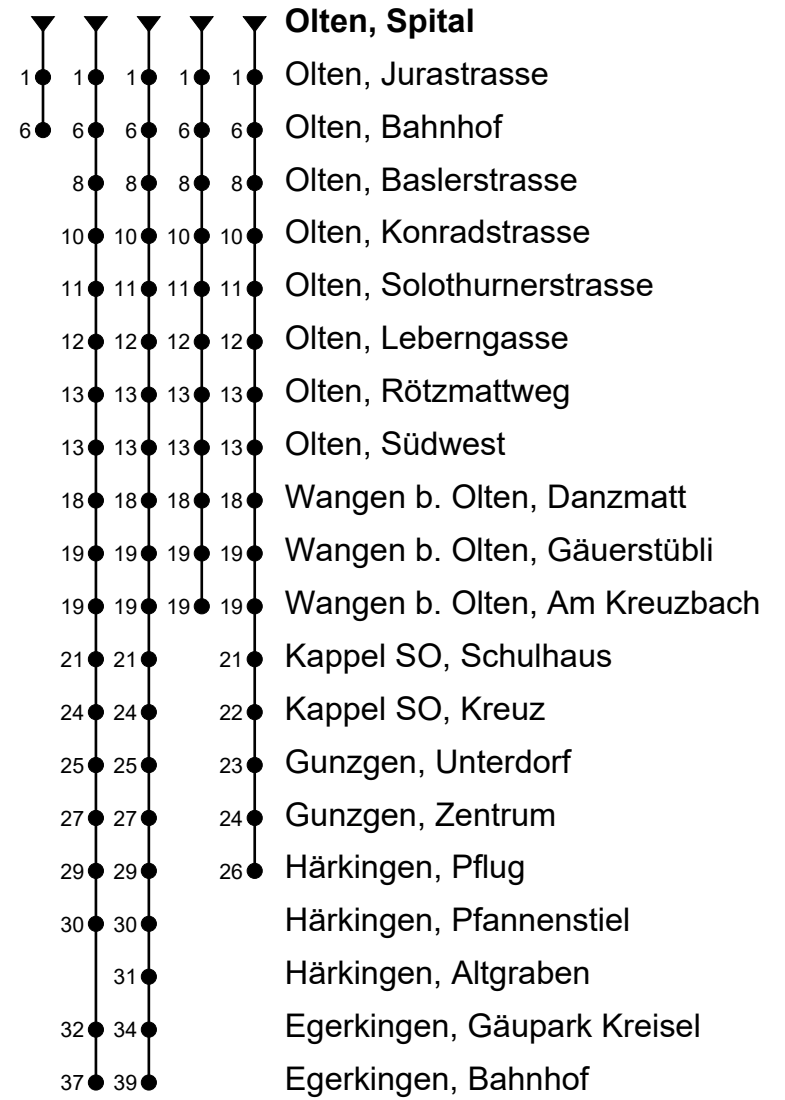 Olten, Spital
1 1 1 1 1 Olten, Jurastrasse
6 6 6 6 6 Olten, Bahnhof
8 8 8 8 Olten, Baslerstrasse
10 10 10 10 Olten, Konradstrasse
11 11 11 11 Olten, Solothurnerstrasse
12 12 12 12 Olten, Leberngasse
13 13 13 13 Olten, Rötzmattweg
13 13 13 13 Olten, Südwest
18 18 18 18 Wangen b. Olten, Danzmatt
19 19 19 19 Wangen b. Olten, Gäuerstübli
19 19 19 19 Wangen b. Olten, Am Kreuzbach
21 21 21 Kappel SO, Schulhaus
24 24 22 Kappel SO, Kreuz
25 25 23 Gunzgen, Unterdorf
27 27 24 Gunzgen, Zentrum
29 29 26 Härkingen, Pflug
30 30 Härkingen, Pfannenstiel
31 Härkingen, Altgraben
32 34 Egerkingen, Gäupark Kreisel
37 39 Egerkingen, Bahnhof